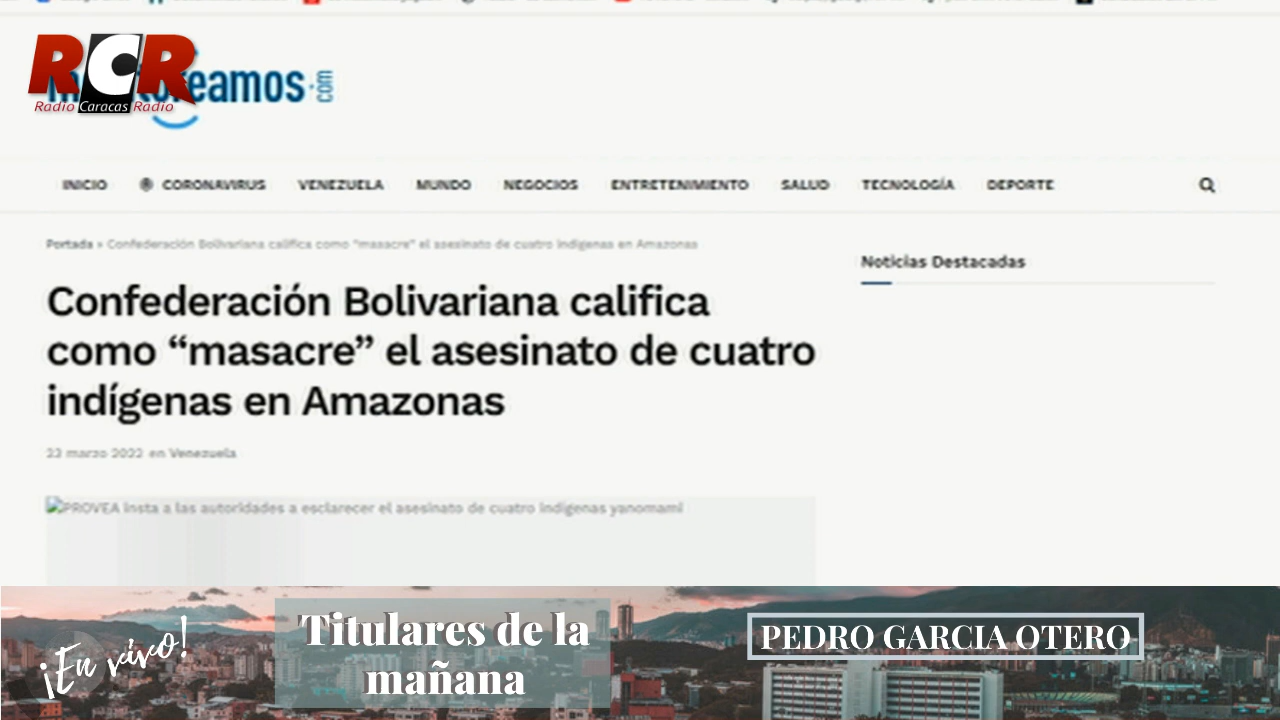 RCR
Radio Caracas Radio
eamos
.com
INICIO CORONAVIRUS VENEZUELA MUNDO NEGOCIOS ENTRETENIMIENTO SALUD TECNOLOGÍA DEPORTE
Portada » Confederación Bolivariana califica como "masacre" el asesinato de cuatro indígenas en Amazonas
Noticias Destacadas
Confederación Bolivariana califica
como “masacre” el asesinato de cuatro
indígenas en Amazonas
23 marzo 2022 en Venezuela
PROVEA insta a las autoridades a esclarecer el asesinato de cuatro indígenas yanomami
¡En vivo!
Titulares de la
mañana
PEDRO GARCIA OTERO